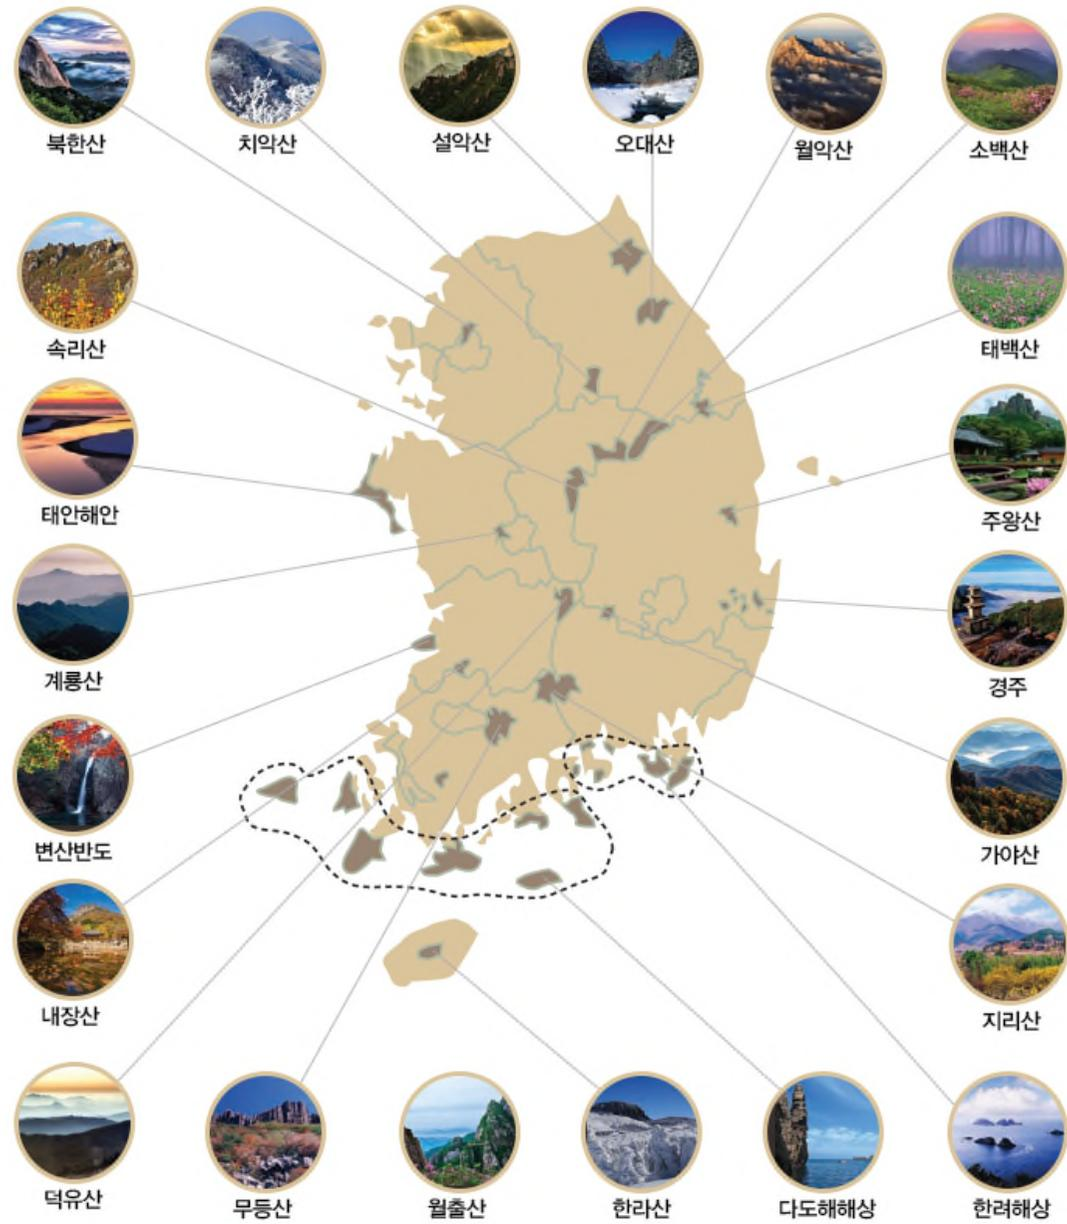 북한산
치악산
설악산
오대산
월악산
소백산
속리산
태백산
태안해안
주왕산
계룡산
경주
변산반도
가야산
내장산
지리산
덕유산
무등산
월출산
한라산
다도해해상
한려해상